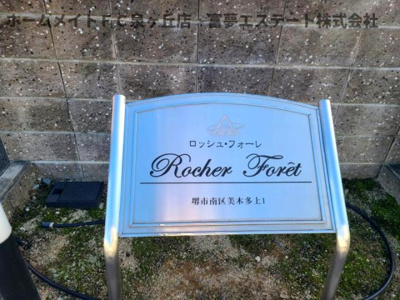 ホームメイトFC泉ヶ丘店 富夢エステート株式会社
ロッシュ・フォーレ
Rocher Forêt
堺市南区美木多上1